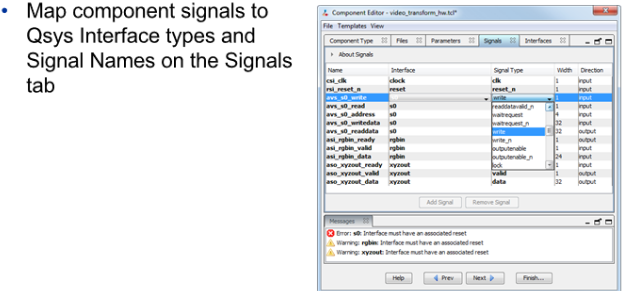 • Map component signals to
Qsys Interface types and
Signal Names on the Signals
tab
Component Editor - video_transform_hw.tcl*
File Templates View
Component Type Files Parameters Signals Interfaces
About Signals
Name Interface Signal Type Width Direction
csi_clk clock clk 1 input
rsi_reset_n reset reset_n 1 input
avs_s0_write write 1 input
avs_s0_read s0 readdatavalid_n 1 input
avs_s0_address s0 waitrequest 4 input
avs_s0_writedata s0 waitrequest_n 32 input
avs_s0_readdata s0 write 32 output
asi_rgbin_ready rgbin write_n 1 output
asi_rgbin_valid rgbin outputenable 1 input
asi_rgbin_data rgbin outputenable_n 24 input
aso_xyzout_ready xyzout lock 1 input
aso_xyzout_valid xyzout valid 1 output
aso_xyzout_data xyzout data 32 output
Add Signal Remove Signal
Messages
Error: s0: Interface must have an associated reset
Warning: rgbin: Interface must have an associated reset
Warning: xyzout: Interface must have an associated reset
Help Prev Next Finish...